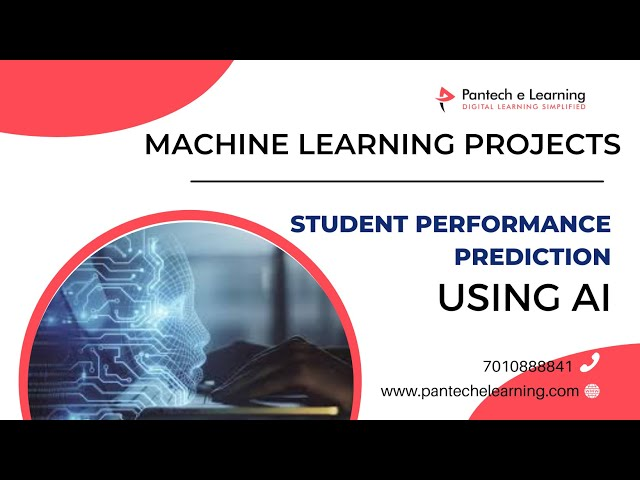 Pantech e Learning
DIGITAL LEARNING SIMPLIFIED
MACHINE LEARNING PROJECTS
STUDENT PERFORMANCE
PREDICTION
USING AI
7010888841
www.pantechelearning.com